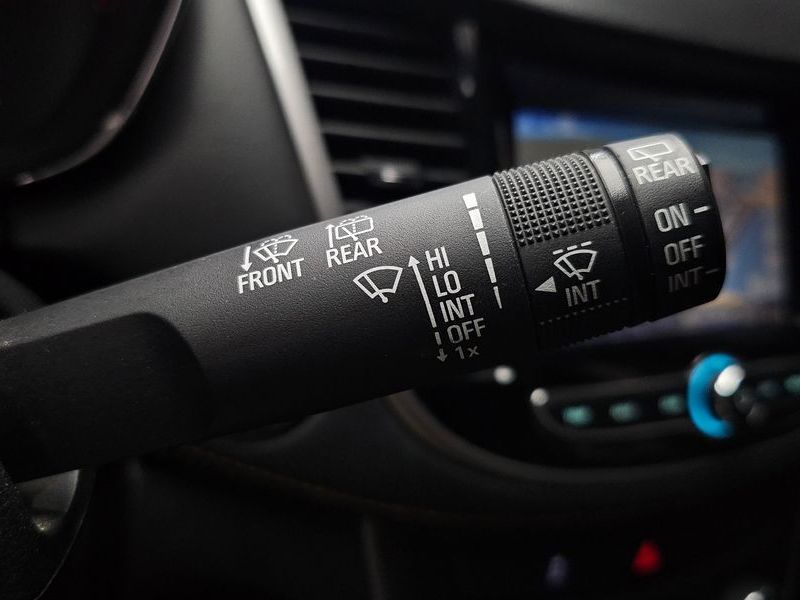 FRONT
REAR
HI
LO
INT
OFF
1x
INT
REAR
ON
OFF
INT